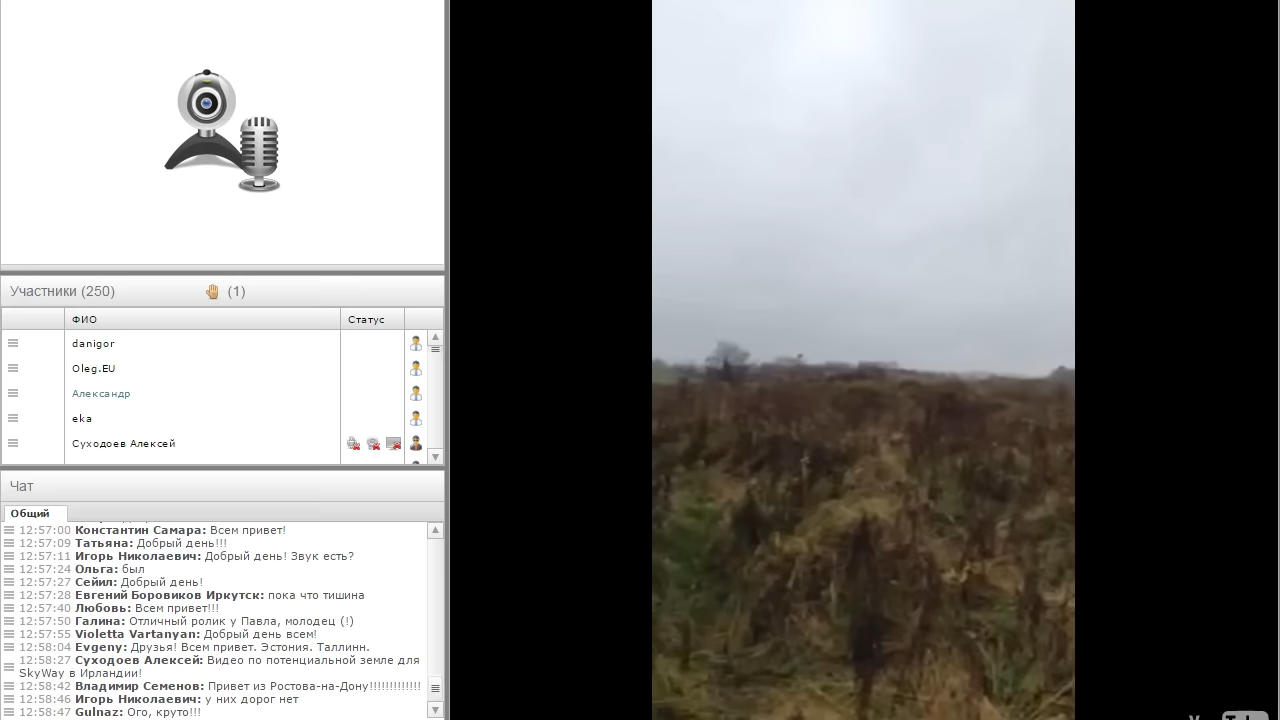 Участники (250) (1)
ФИО Статус
danigor
Oleg.EU
Александр
eka
Суходоев Алексей
Чат
Общий
12:57:00 Константин Самара: Всем привет!
12:57:09 Татьяна: Добрый день!!!
12:57:11 Игорь Николаевич: Добрый день! Звук есть?
12:57:24 Ольга: был
12:57:27 Сейил: Добрый день!
12:57:28 Евгений Боровиков Иркутск: пока что тишина
12:57:40 Любовь: Всем привет!!!
12:57:50 Галина: Отличный ролик у Павла, молодец (!)
12:57:55 Violetta Vartanyan: Добрый день всем!
12:58:04 Evgeny: Друзья! Всем привет. Эстония. Таллинн.
12:58:27 Суходоев Алексей: Видео по потенциальной земле для
SkyWay в Ирландии!
12:58:42 Владимир Семенов: Привет из Ростова-на-Дону!!!!!!!!!!!!!
12:58:46 Игорь Николаевич: у них дорог нет
12:58:47 Gulnaz: Ого, круто!!!